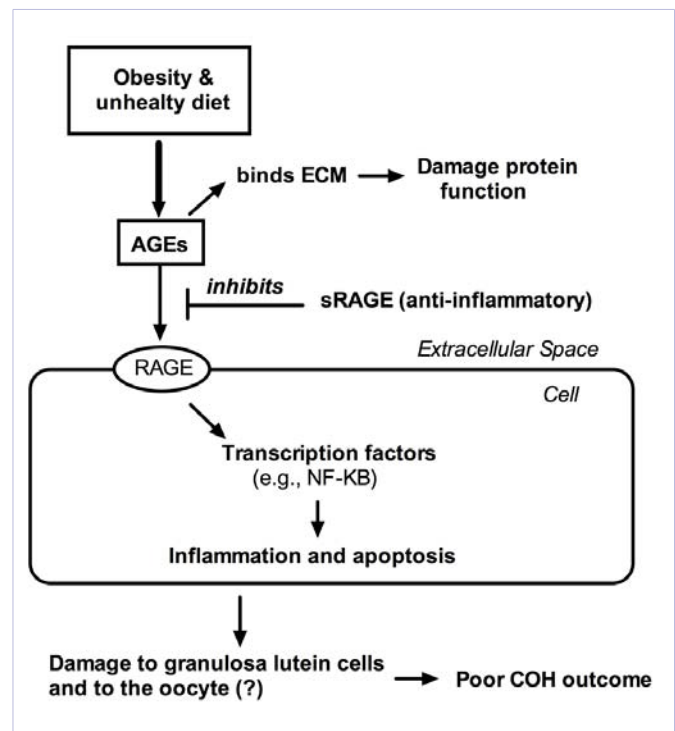 Obesity &
unhealty diet
binds ECM
Damage protein
function
AGEs
inhibits
sRAGE (anti-inflammatory)
Extracellular Space
RAGE
Cell
Transcription factors
(e.g., NF-KB)
Inflammation and apoptosis
Damage to granulosa lutein cells
and to the oocyte (?)
Poor COH outcome